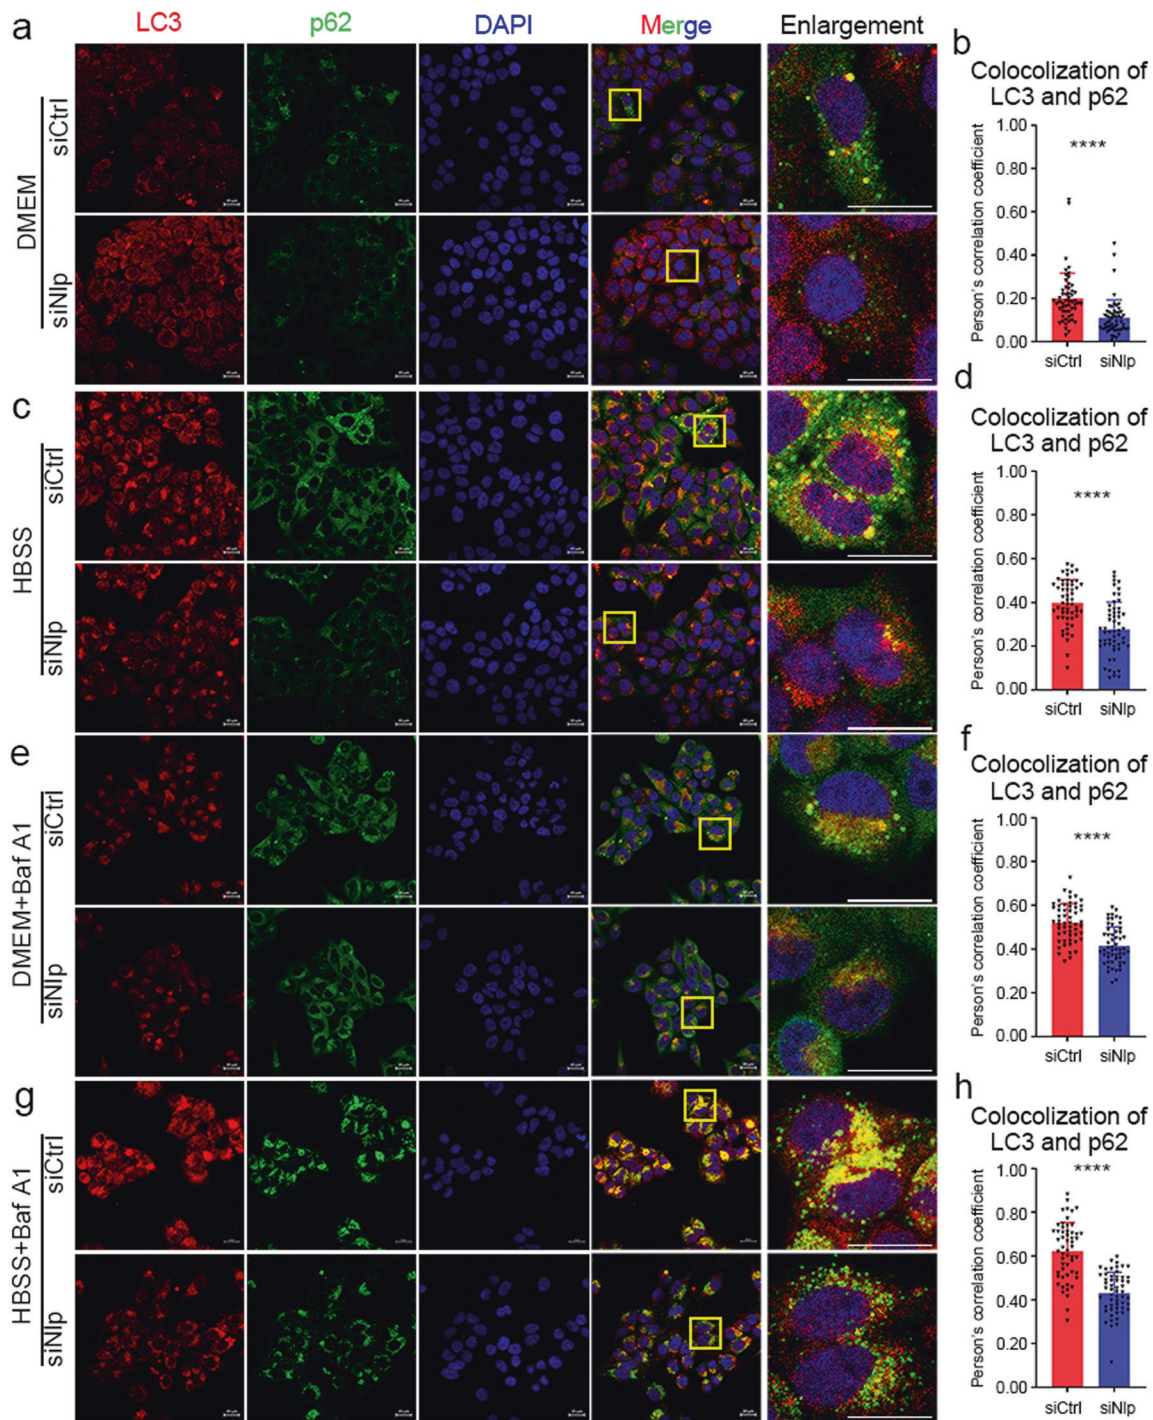 a
LC3
p62
DAPI
Merge
Enlargement
DMEM
siCtrl
siNlp
b
Colocolization of
LC3 and p62
Person's correlation coefficient
1.00
0.80
0.60
0.40
0.20
0.00
****
siCtrl
siNlp
c
HBSS
siCtrl
siNlp
d
Colocolization of
LC3 and p62
Person's correlation coefficient
1.00
0.80
0.60
0.40
0.20
0.00
****
siCtrl
siNlp
e
DMEM+Baf A1
siCtrl
siNlp
f
Colocolization of
LC3 and p62
Person's correlation coefficient
1.00
0.80
0.60
0.40
0.20
0.00
****
siCtrl
siNlp
g
HBSS+Baf A1
siCtrl
siNlp
h
Colocolization of
LC3 and p62
Person's correlation coefficient
1.00
0.80
0.60
0.40
0.20
0.00
****
siCtrl
siNlp